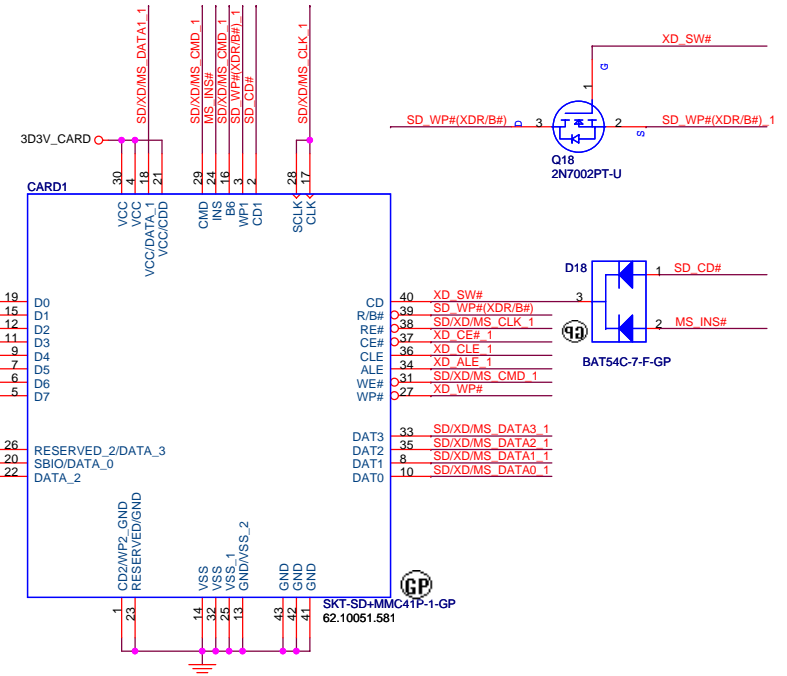 SD/XD/MS_DATA1_1
SD/XD/MS_CMD_1
MS_INS#
SD/XD/MS_CMD_1
SD_WP#(XDR/B#)_1
SD_CD#
SD/XD/MS_CLK_1
3D3V_CARD
30
4
18
21
29
24
16
3
2
28
17
CARD1
VCC
VCC
VCC/DATA_1
VCC/CDD
CMD
INS
B6
WP1
CD1
SCLK
CLK
XD_SW#
G
1
SD_WP#(XDR/B#)
D
3
2
S
SD_WP#(XDR/B#)_1
Q18
2N7002PT-U
19
D0
15
D1
12
D2
11
D3
9
D4
7
D5
6
D6
5
D7
26
RESERVED_2/DATA_3
20
SBIO/DATA_0
22
DATA_2
CD
40
XD_SW#
R/B#
39
SD_WP#(XDR/B#)
RE#
38
SD/XD/MS_CLK_1
CE#
37
XD_CE#_1
CLE
36
XD_CLE_1
ALE
34
XD_ALE_1
WE#
31
SD/XD/MS_CMD_1
WP#
27
XD_WP#
DAT3
33
SD/XD/MS_DATA3_1
DAT2
35
SD/XD/MS_DATA2_1
DAT1
8
SD/XD/MS_DATA1_1
DAT0
10
SD/XD/MS_DATA0_1
D18
3
1
SD_CD#
2
MS_INS#
GP
BAT54C-7-F-GP
CD2/WP2_GND
RESERVED/GND
VSS
VSS
VSS_1
GND/VSS_2
GND
GND
GND
1
23
14
32
25
13
43
42
41
GP
SKT-SD+MMC41P-1-GP
62.10051.581